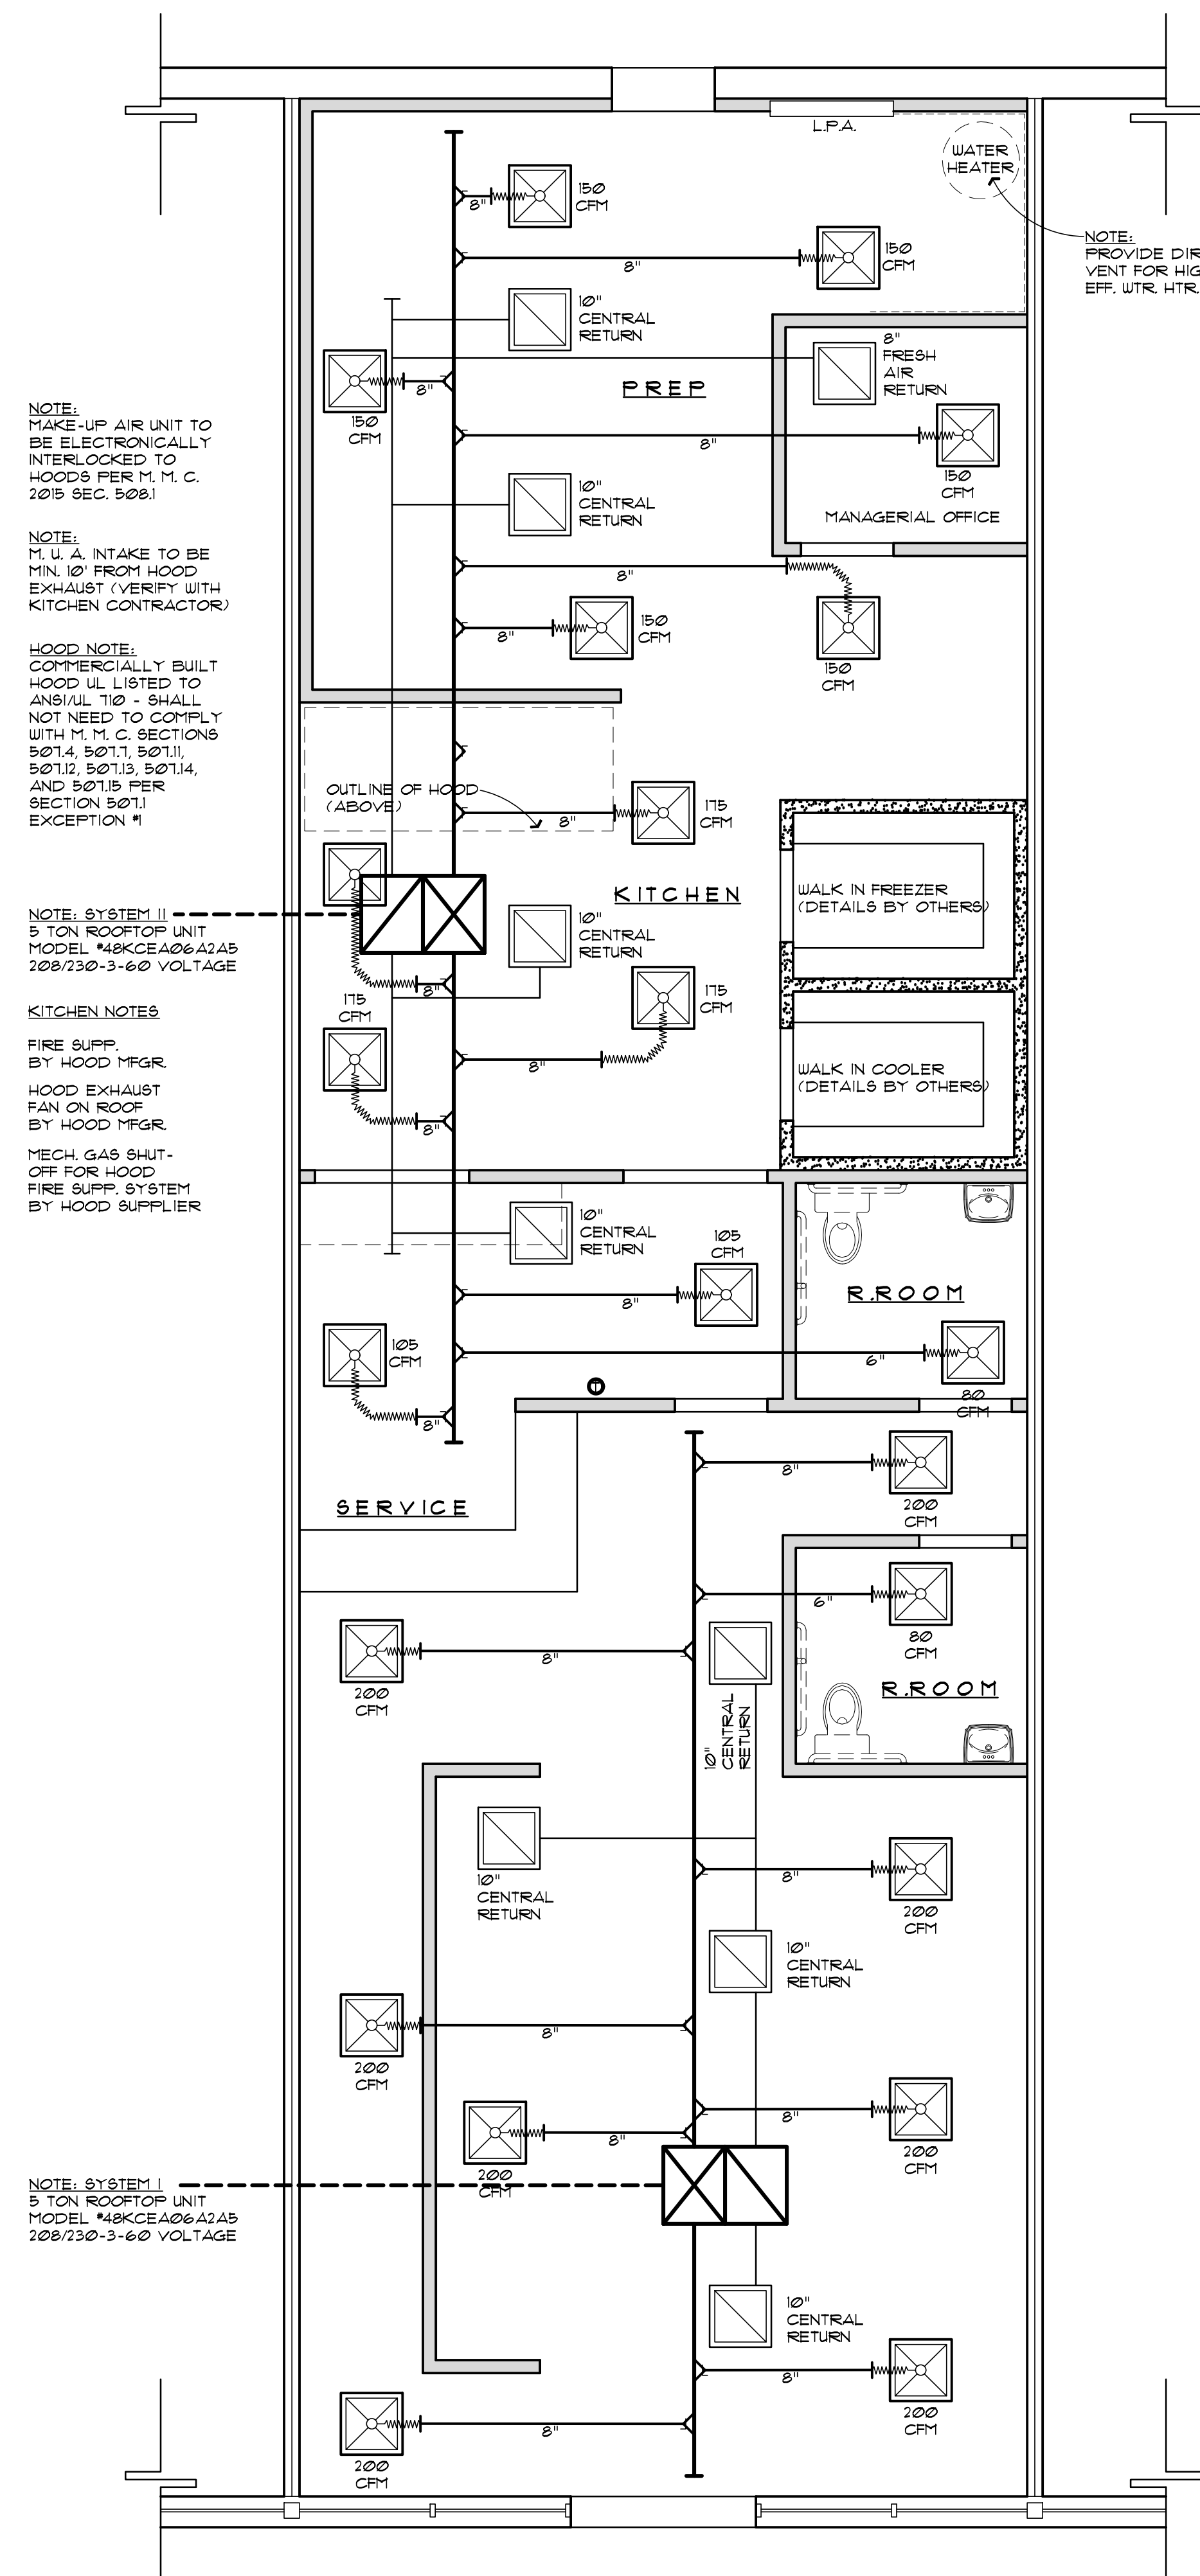 L.P.A.
WATER
HEATER
150
CFM
8"
150
CFM
8"
NOTE:
PROVIDE DIR
VENT FOR HIG
EFF. WTR. HTR.
10"
CENTRAL
RETURN
8"
FRESH
AIR
RETURN
PREP
8"
150
CFM
8"
150
CFM
MANAGERIAL OFFICE
10"
CENTRAL
RETURN
8"
150
CFM
8"
150
CFM
NOTE:
MAKE-UP AIR UNIT TO
BE ELECTRONICALLY
INTERLOCKED TO
HOODS PER M. M. C.
2015 SEC. 508.1
NOTE:
M. U. A. INTAKE TO BE
MIN. 10' FROM HOOD
EXHAUST (VERIFY WITH
KITCHEN CONTRACTOR)
HOOD NOTE:
COMMERCIALLY BUILT
HOOD UL LISTED TO
ANSI/UL 710 - SHALL
NOT NEED TO COMPLY
WITH M. M. C. SECTIONS
507.4, 507.7, 507.11,
507.12, 507.13, 507.14,
AND 507.15 PER
SECTION 507.1
EXCEPTION #1
OUTLINE OF HOOD
(ABOVE)
8"
175
CFM
KITCHEN
WALK IN FREEZER
(DETAILS BY OTHERS)
NOTE: SYSTEM II
5 TON ROOFTOP UNIT
MODEL #48KCEA06A2A5
208/230-3-60 VOLTAGE
10"
CENTRAL
RETURN
8"
175
CFM
175
CFM
8"
8"
WALK IN COOLER
(DETAILS BY OTHERS)
KITCHEN NOTES
FIRE SUPP.
BY HOOD MFGR.
HOOD EXHAUST
FAN ON ROOF
BY HOOD MFGR.
MECH. GAS SHUT-
OFF FOR HOOD
FIRE SUPP. SYSTEM
BY HOOD SUPPLIER
10"
CENTRAL
RETURN
105
CFM
8"
R.ROOM
105
CFM
6"
80
CFM
T
8"
8"
200
CFM
SERVICE
6"
80
CFM
8"
200
CFM
R.ROOM
10"
CENTRAL
RETURN
10"
CENTRAL
RETURN
8"
200
CFM
10"
CENTRAL
RETURN
8"
200
CFM
8"
200
CFM
8"
200
CFM
NOTE: SYSTEM I
5 TON ROOFTOP UNIT
MODEL #48KCEA06A2A5
208/230-3-60 VOLTAGE
10"
CENTRAL
RETURN
8"
200
CFM
8"
200
CFM